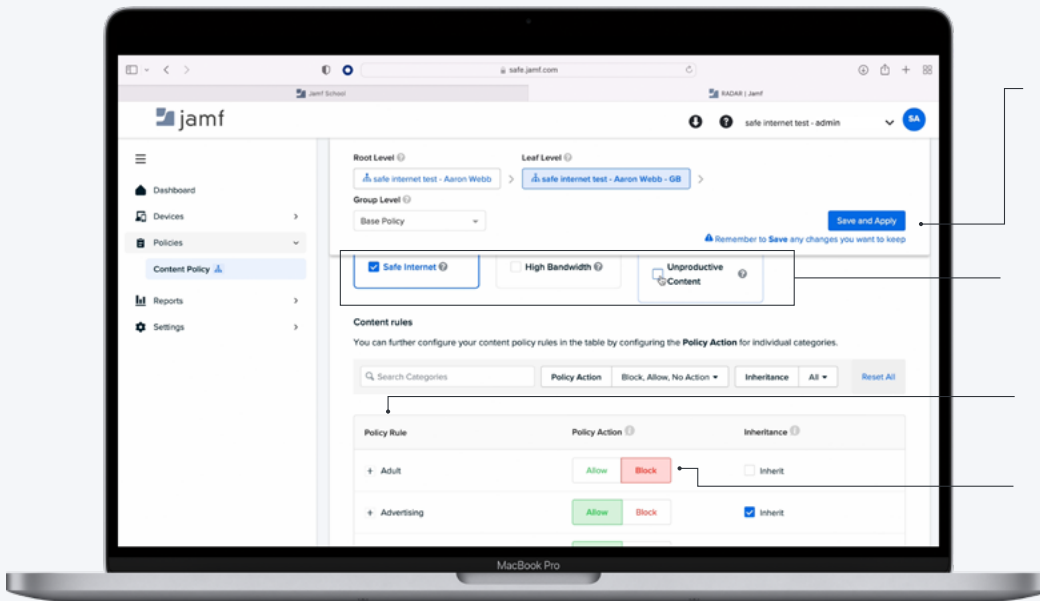 safe.jamf.com
Jamf School
RADAR | Jamf
jamf
safe internet test - admin
SA
Root Level
Leaf Level
safe internet test - Aaron Webb
safe internet test - Aaron Webb - GB
Group Level
Base Policy
Save and Apply
Remember to Save any changes you want to keep
Dashboard
Devices
Policies
Content Policy
Reports
Settings
Safe Internet
High Bandwidth
Unproductive
Content
Content rules
You can further configure your content policy rules in the table by configuring the Policy Action for individual categories.
Search Categories
Policy Action
Block, Allow, No Action
Inheritance
All
Reset All
Policy Rule
Policy Action
Inheritance
+ Adult
Allow
Block
Inherit
+ Advertising
Allow
Block
Inherit
MacBook Pro